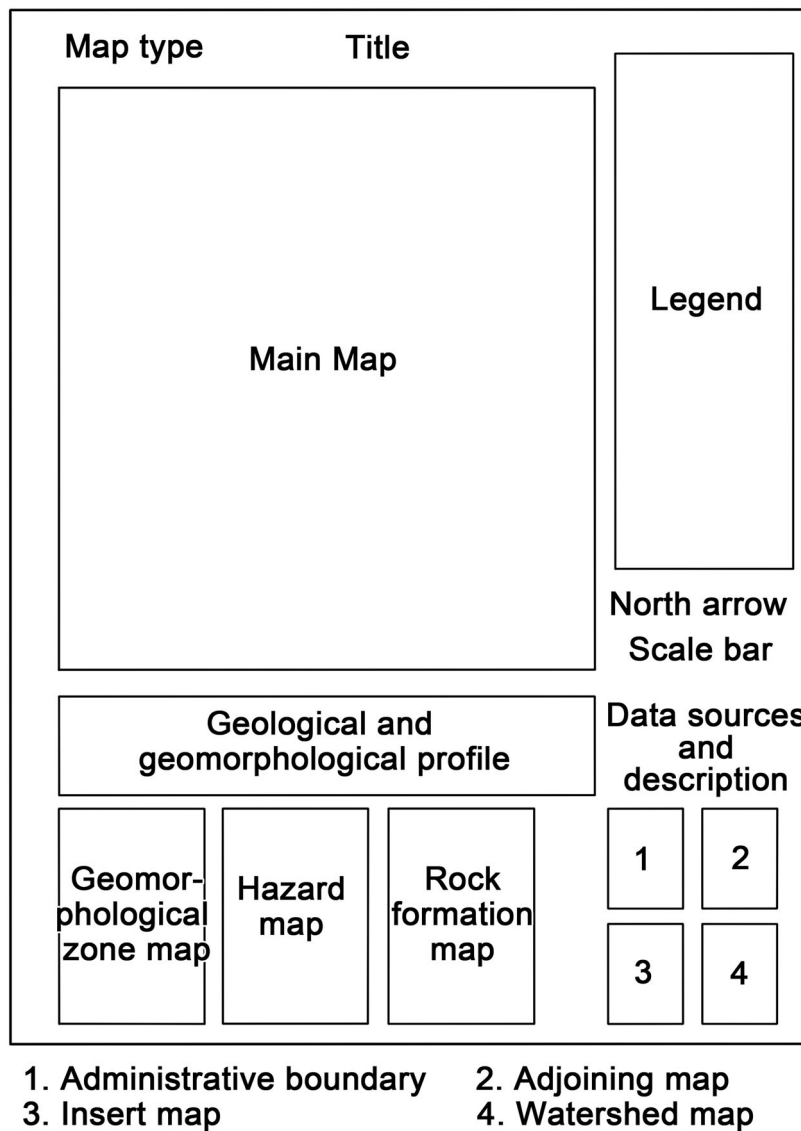 Map type
Title
Main Map
Legend
North arrow
Scale bar
Geological and
geomorphological profile
Data sources
and
description
Geomor-
phological
zone map
Hazard
map
Rock
formation
map
1
2
3
4
1. Administrative boundary
2. Adjoining map
3. Insert map
4. Watershed map